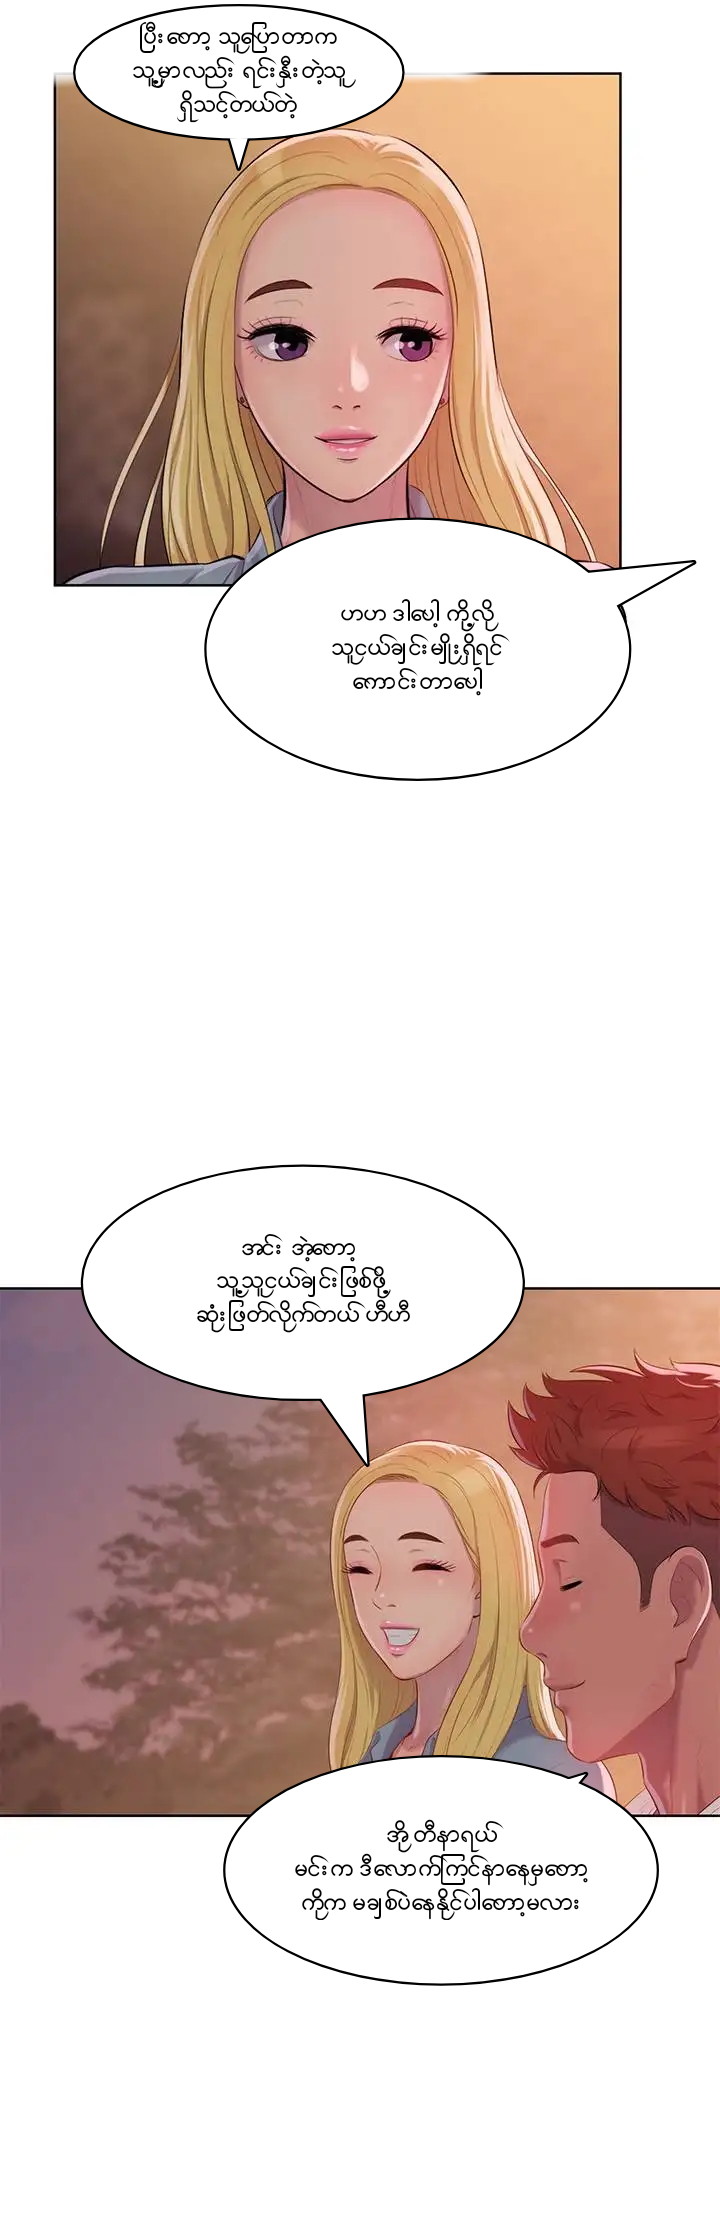 ပြီးတော့ သူပြောတာက
သူ့မှာလည်း ရင်းနှီးတဲ့သူ
ရှိသင့်တယ်တဲ့
ဟဟ ဒါပေါ့ ကို့လို
သူငယ်ချင်းမျိုးရှိရင်
ကောင်းတာပေါ့
အင်း အဲ့တော့
သူ့သူငယ်ချင်းဖြစ်ဖို့
ဆုံးဖြတ်လိုက်တယ် ဟီဟီ
အို တီနာရယ်
မင်းက ဒီလောက်ကြင်နာနေမှတော့
ကိုက မချစ်ပဲနေနိုင်ပါတော့မလား